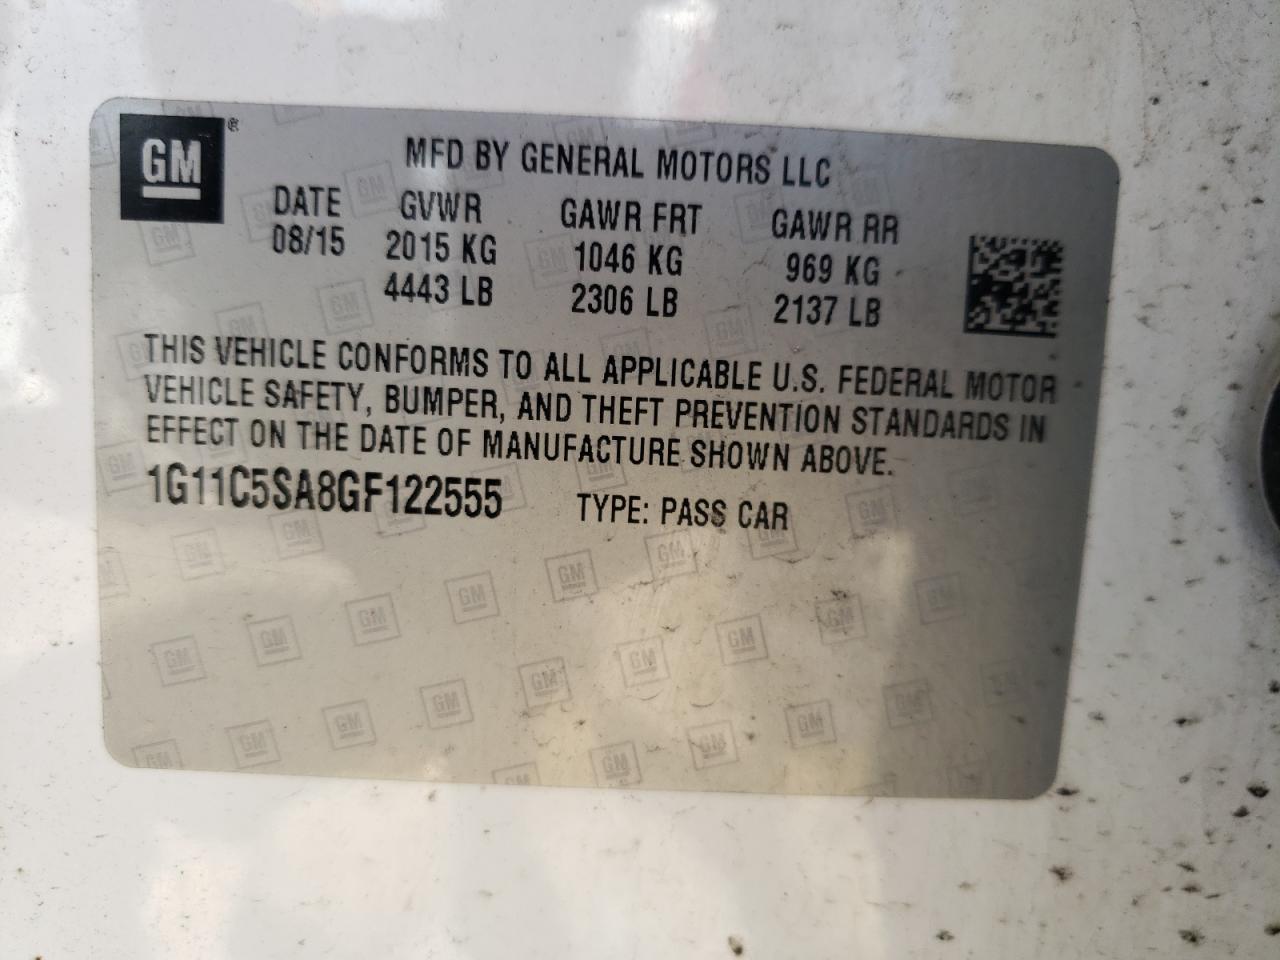 GM ®
MFD BY GENERAL MOTORS LLC
DATE GVWR GAWR FRT GAWR RR
08/15 2015 KG 1046 KG 969 KG
4443 LB 2306 LB 2137 LB
THIS VEHICLE CONFORMS TO ALL APPLICABLE U.S. FEDERAL MOTOR
VEHICLE SAFETY, BUMPER, AND THEFT PREVENTION STANDARDS IN
EFFECT ON THE DATE OF MANUFACTURE SHOWN ABOVE.
1G11C5SA8GF122555 TYPE: PASS CAR